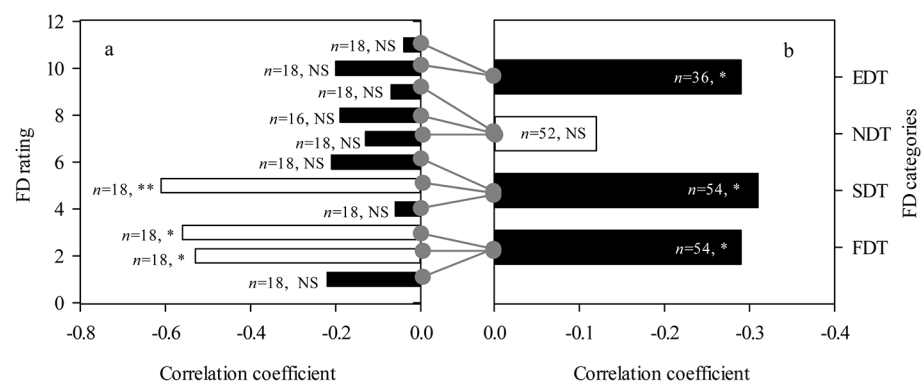 12
10
8
6
4
2
0
FD rating
a
n=18, NS
n=18, NS
n=18, NS
n=16, NS
n=18, NS
n=18, NS
n=18, **
n=18, NS
n=18, *
n=18, *
n=18, NS
-0.8 -0.6 -0.4 -0.2 0.0
Correlation coefficient
b
n=36, *
n=52, NS
n=54, *
n=54, *
EDT
NDT
SDT
FDT
FD categories
0.0 -0.1 -0.2 -0.3 -0.4
Correlation coefficient